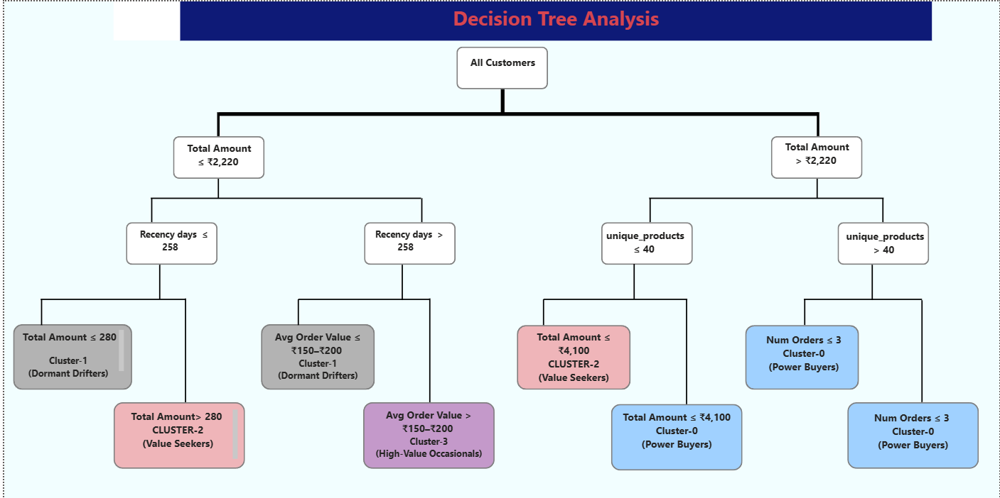 Decision Tree Analysis
All Customers
Total Amount
≤ ₹2,220
Total Amount
> ₹2,220
Recency days ≤
258
Recency days >
258
unique_products
≤ 40
unique_products
> 40
Total Amount ≤ 280
Cluster-1
(Dormant Drifters)
Avg Order Value ≤
₹150–₹200
Cluster-1
(Dormant Drifters)
Total Amount ≤
₹4,100
CLUSTER-2
(Value Seekers)
Num Orders ≤ 3
Cluster-0
(Power Buyers)
Total Amount> 280
CLUSTER-2
(Value Seekers)
Avg Order Value >
₹150–₹200
Cluster-3
(High-Value Occasionals)
Total Amount ≤ ₹4,100
Cluster-0
(Power Buyers)
Num Orders ≤ 3
Cluster-0
(Power Buyers)